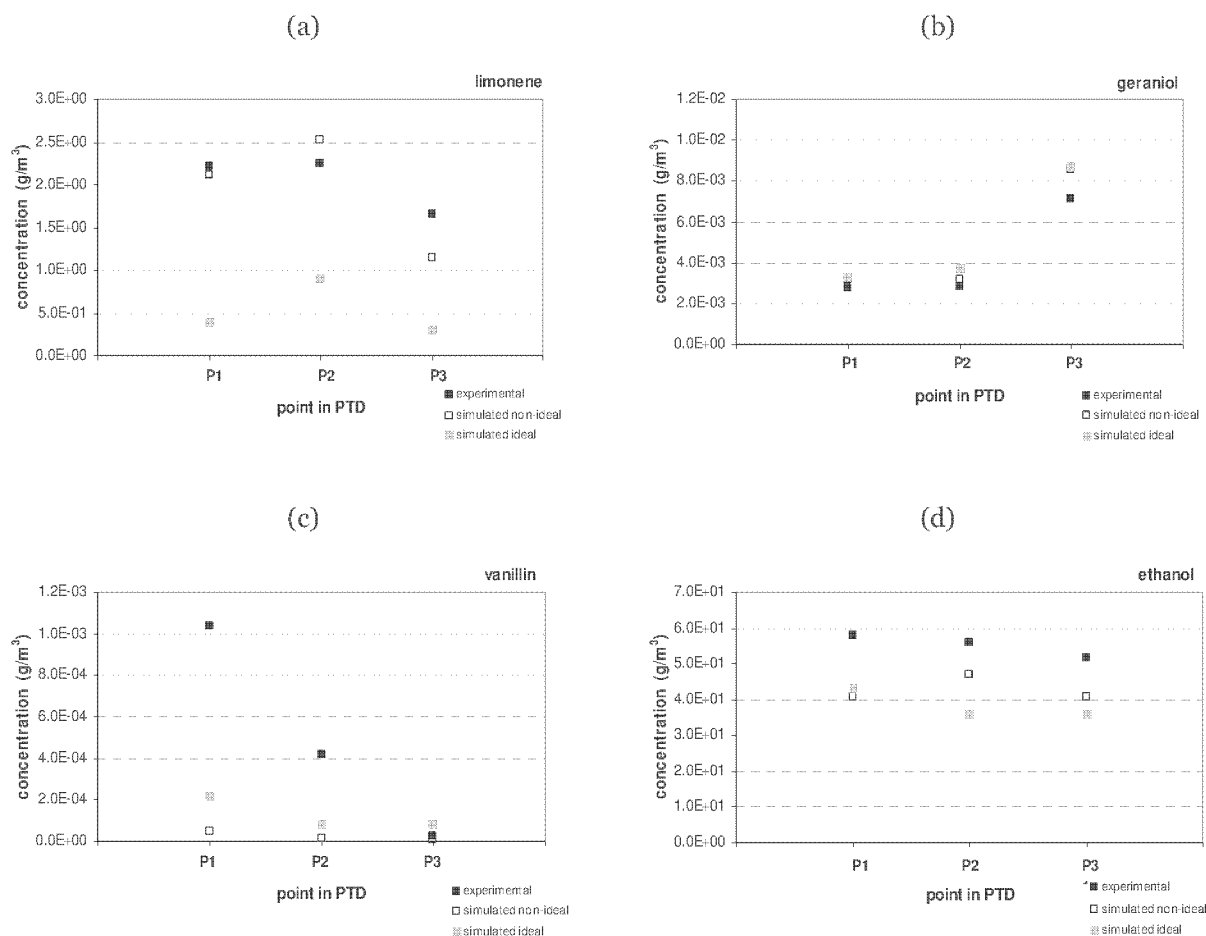 (a)
limonene
3.0E+00
2.5E+00
2.0E+00
1.5E+00
1.0E+00
5.0E-01
0.0E+00
concentration (g/m³)
P1 P2 P3
point in PTD
experimental
simulated non-ideal
simulated ideal
(b)
geraniol
1.2E-02
1.0E-02
8.0E-03
6.0E-03
4.0E-03
2.0E-03
0.0E+00
concentration (g/m³)
P1 P2 P3
point in PTD
experimental
simulated non-ideal
simulated ideal
(c)
vanillin
1.2E-03
1.0E-03
8.0E-04
6.0E-04
4.0E-04
2.0E-04
0.0E+00
concentration (g/m³)
P1 P2 P3
point in PTD
experimental
simulated non-ideal
simulated ideal
(d)
ethanol
7.0E+01
6.0E+01
5.0E+01
4.0E+01
3.0E+01
2.0E+01
1.0E+01
0.0E+00
concentration (g/m³)
P1 P2 P3
point in PTD
experimental
simulated non-ideal
simulated ideal